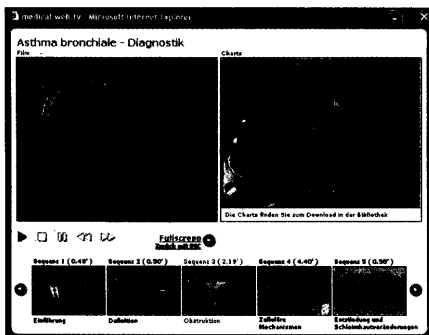 medical web.tv - Microsoft Internet Explorer
Asthma bronchiale - Diagnostik
Film
Charts
Die Charts finden Sie zum Download in der Bibliothek
Fullscreen
Zurück mit ESC
Sequenz 1 (0.49')
Sequenz 2 (0.90')
Sequenz 3 (2.19')
Sequenz 4 (4.40')
Sequenz 5 (0.58')
Einführung
Definition
Obstruktion
Zelluläre
Mechanismen
Entzündung und
Schleimhautveränderungen